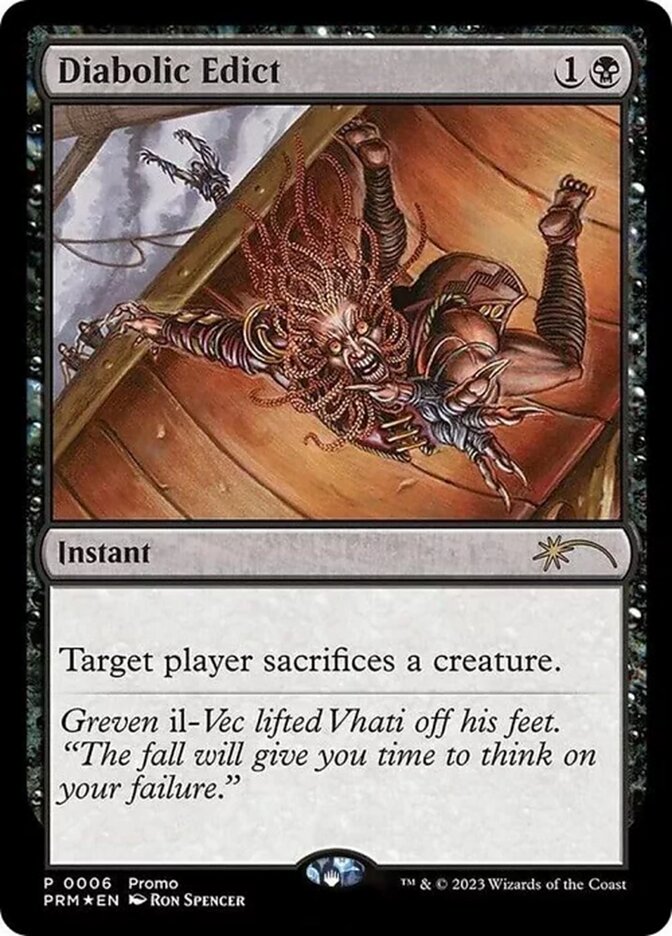 Diabolic Edict 1
Instant
Target player sacrifices a creature.
Greven il-Vec lifted Vhati off his feet.
“The fall will give you time to think on
your failure.”
P 0006 Promo
PRM★EN Ron Spencer
™ & © 2023 Wizards of the Coast